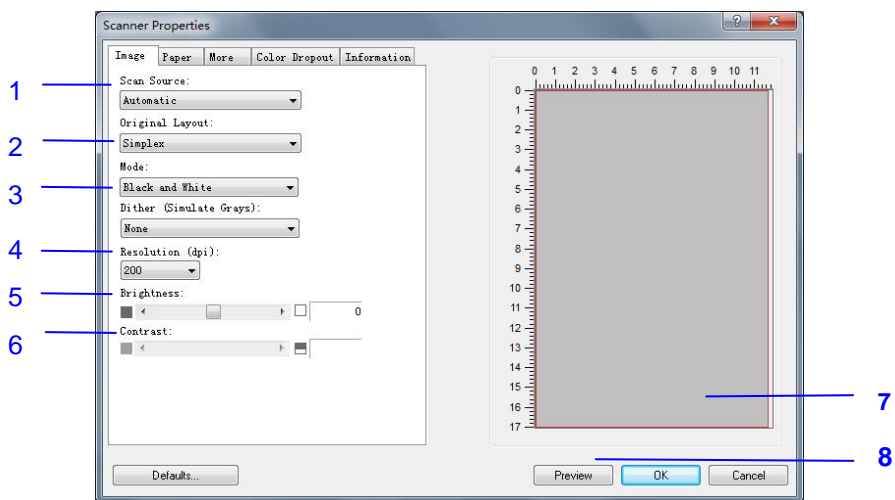 Scanner Properties
Image Paper More Color Dropout Information
1 Scan Source:
Automatic
Original Layout:
2 Simplex
Mode:
3 Black and White
Dither (Simulate Grays):
None
4 Resolution (dpi):
200
5 Brightness:
0
6 Contrast:
0 1 2 3 4 5 6 7 8 9 10 11
0
1
2
3
4
5
6
7
8
9
10
11
12
13
14
15
16
17
7
8
Defaults... Preview OK Cancel